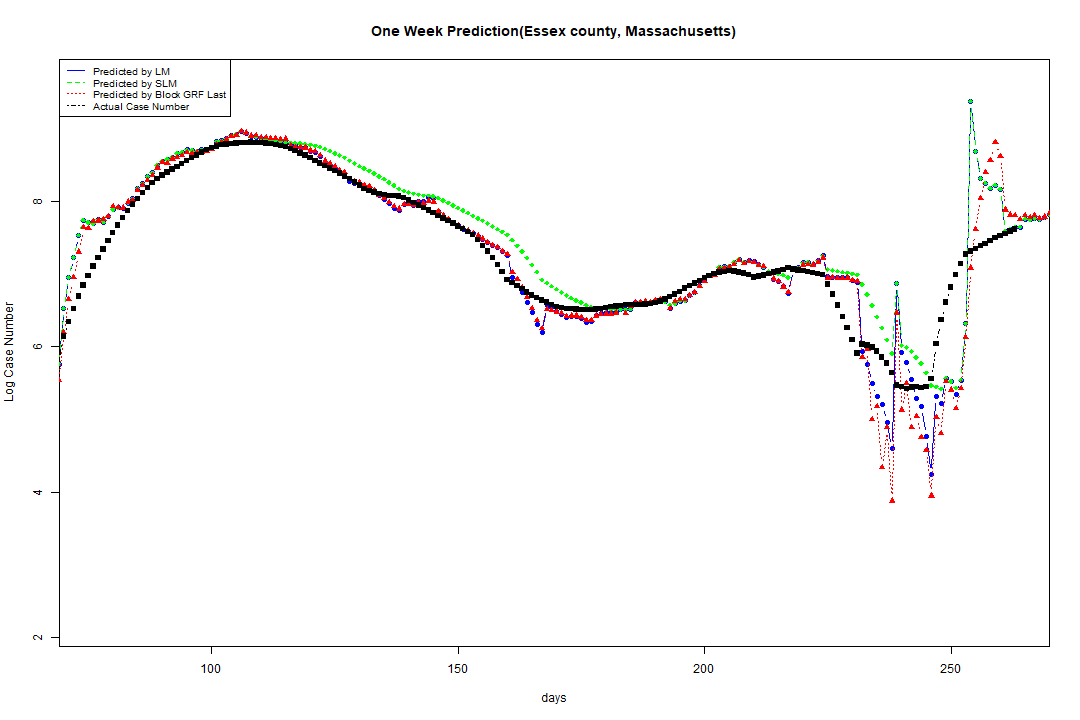 One Week Prediction(Essex county, Massachusetts)
Predicted by LM
Predicted by SLM
Predicted by Block GRF Last
Actual Case Number
8
6
4
2
Log Case Number
100 150 200 250
days